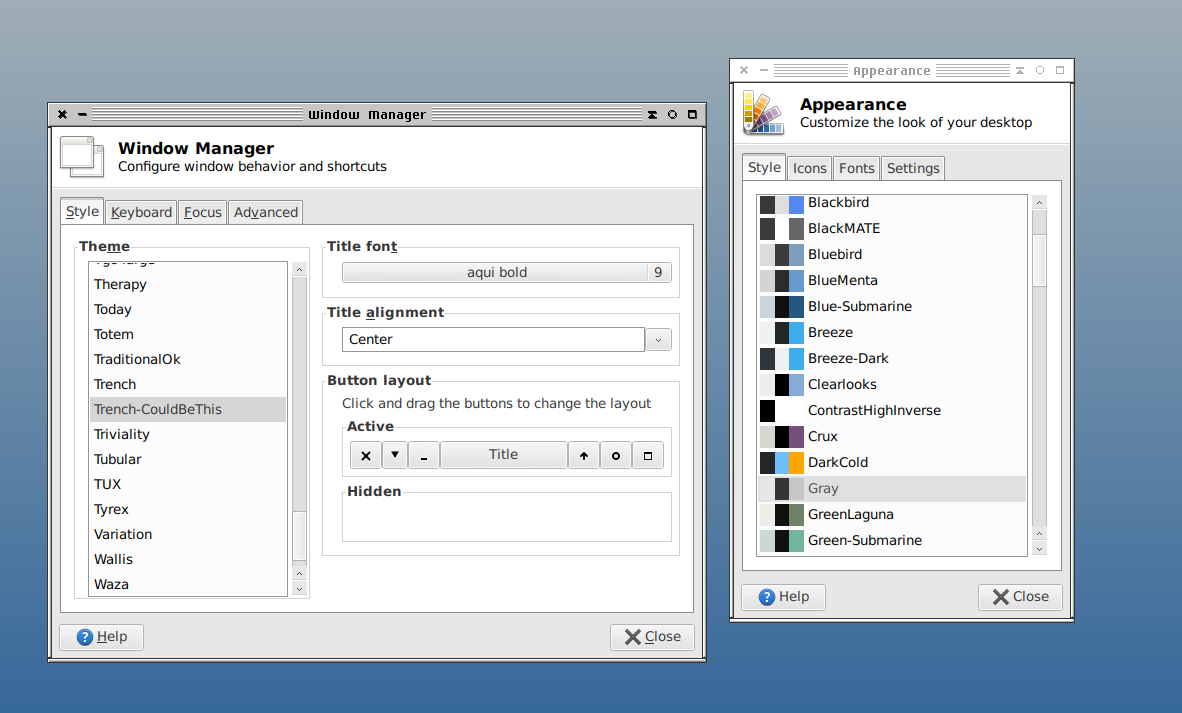 Window Manager
Window Manager
Configure window behavior and shortcuts
Style
Keyboard
Focus
Advanced
Theme
Therapy
Today
Totem
TraditionalOk
Trench
Trench-CouldBeThis
Triviality
Tubular
TUX
Tyrex
Variation
Wallis
Waza
Title font
aqui bold
9
Title alignment
Center
Button layout
Click and drag the buttons to change the layout
Active
Title
Hidden
Help
Close
Appearance
Appearance
Customize the look of your desktop
Style
Icons
Fonts
Settings
Blackbird
BlackMATE
Bluebird
BlueMenta
Blue-Submarine
Breeze
Breeze-Dark
Clearlooks
ContrastHighInverse
Crux
DarkCold
Gray
GreenLaguna
Green-Submarine
Help
Close